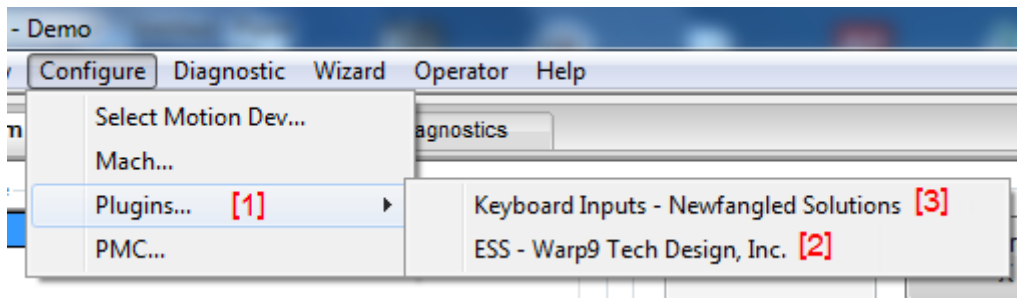 - Demo
Configure Diagnostic Wizard Operator Help
Select Motion Dev...
agnostics
Mach...
Plugins... [1]
Keyboard Inputs - Newfangled Solutions [3]
PMC...
ESS - Warp9 Tech Design, Inc. [2]